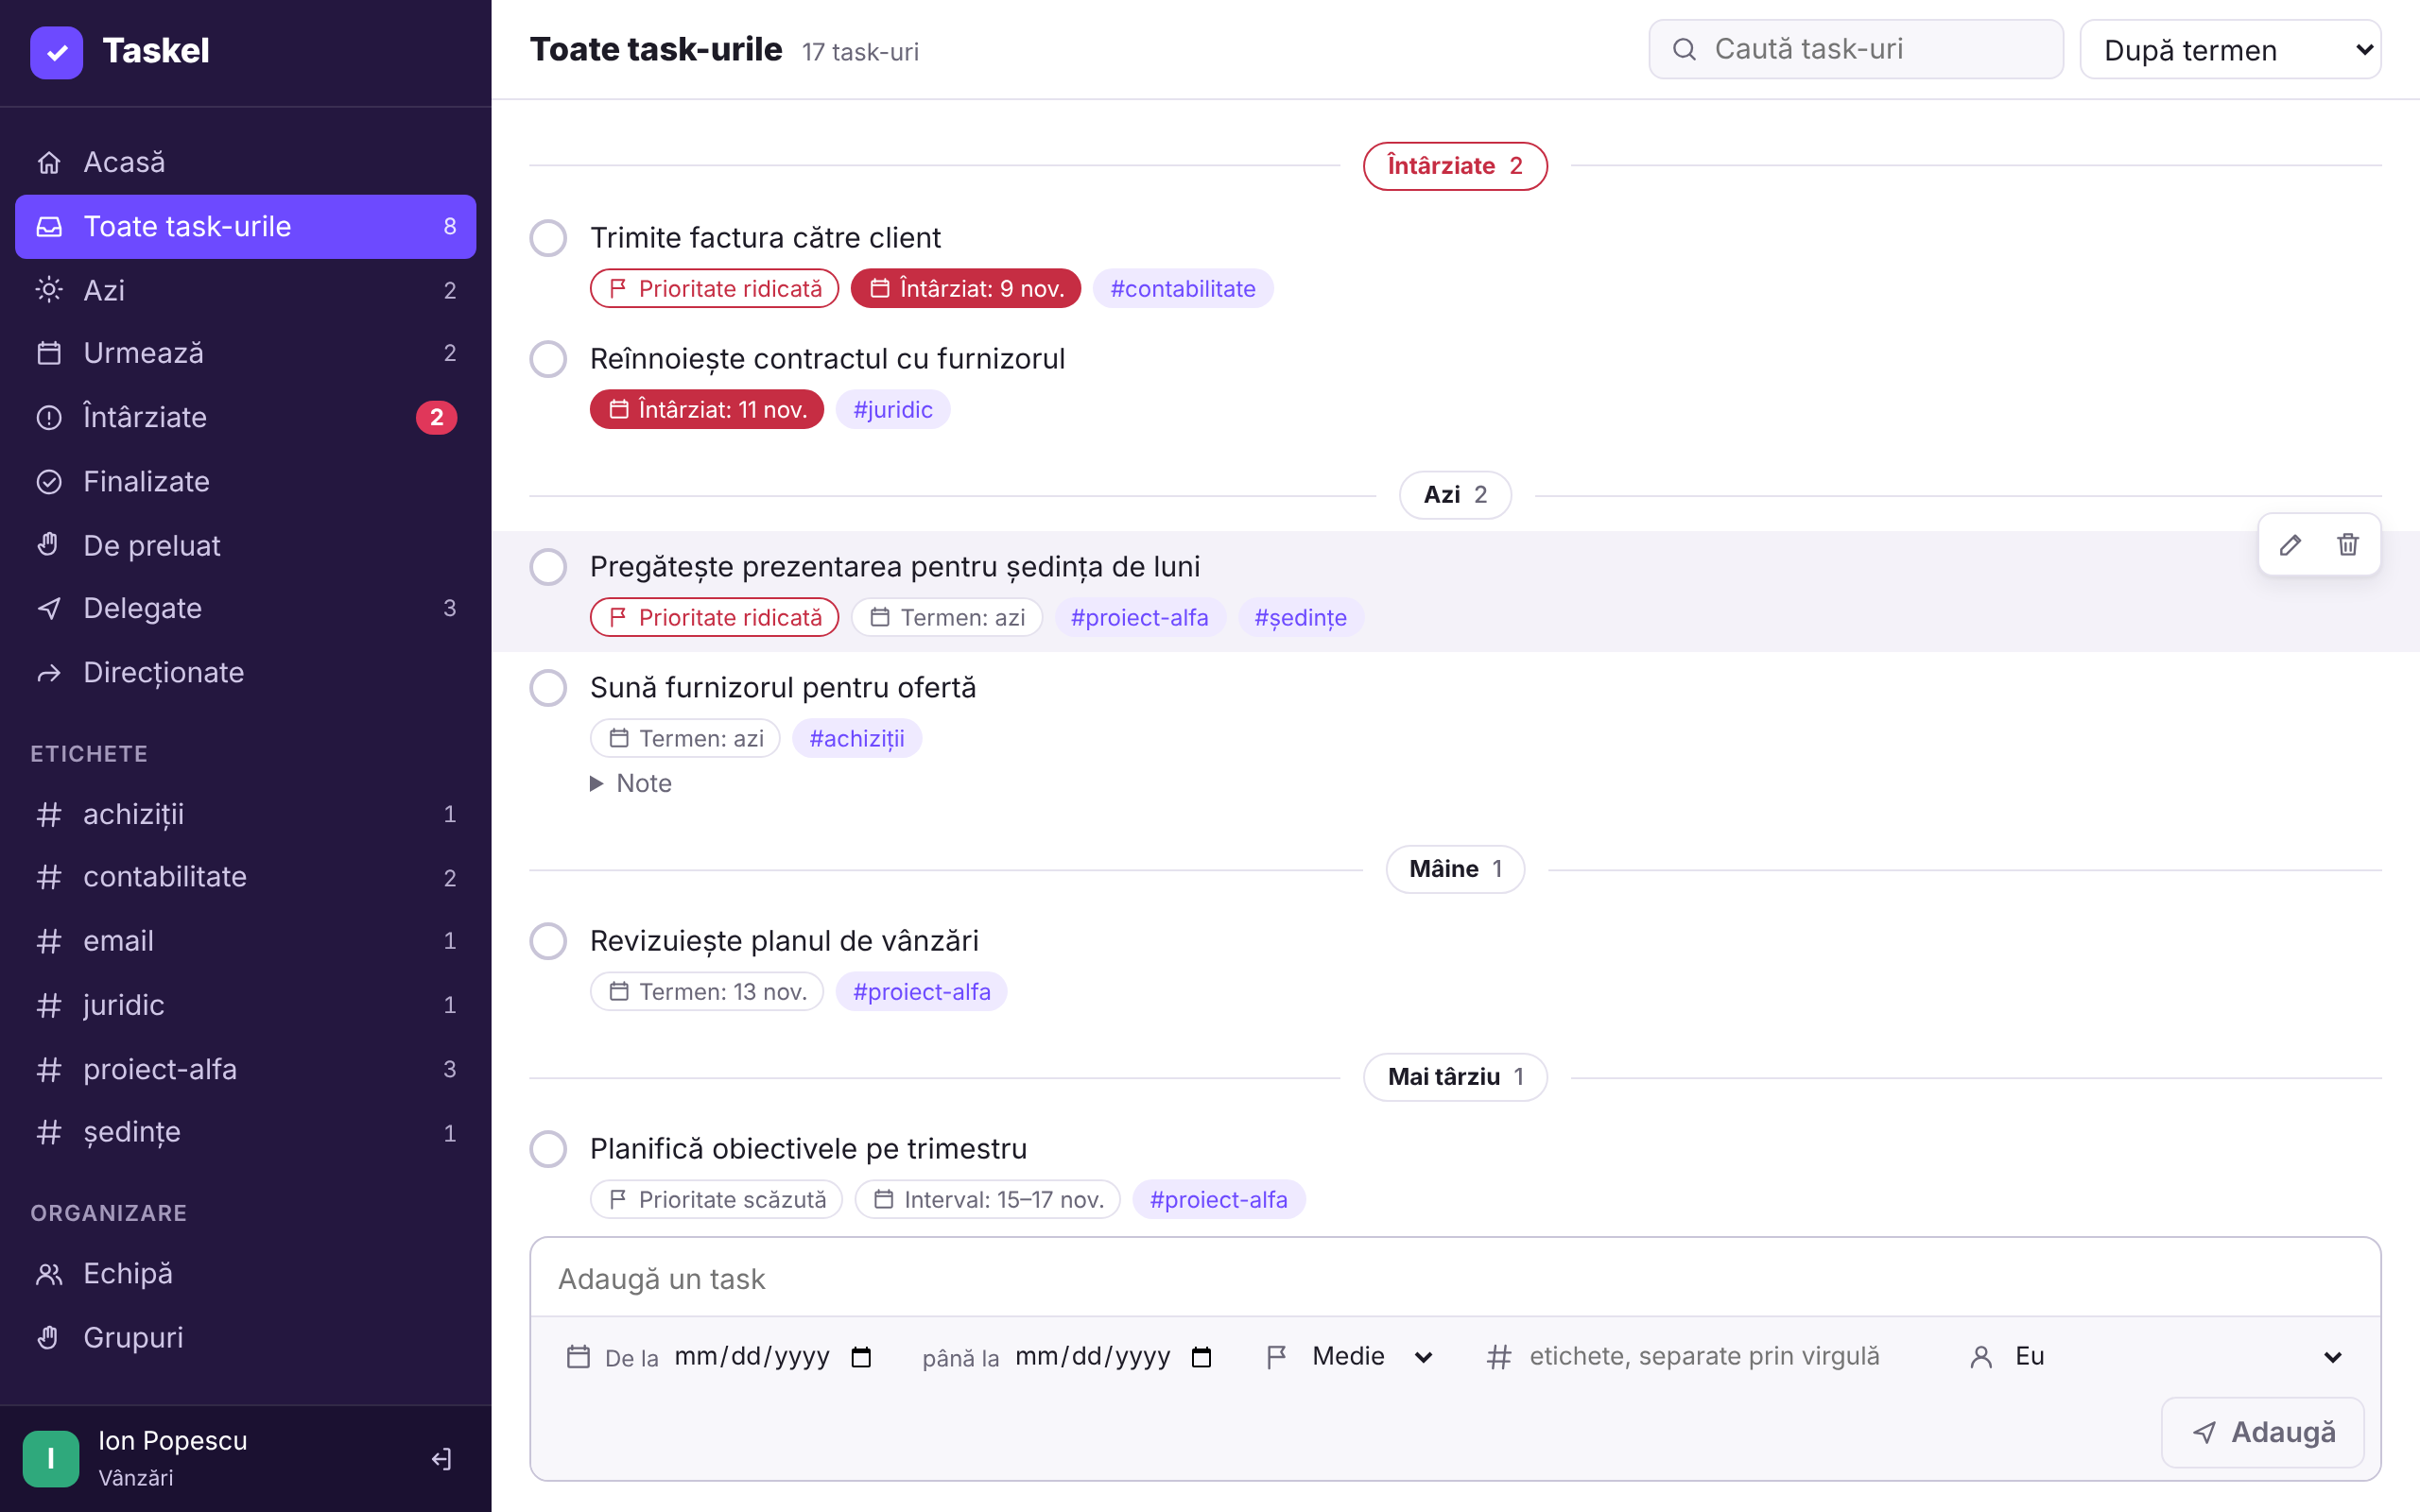 Taskel
Acasă
Toate task-urile 8
Azi 2
Urmează 2
Întârziate 2
Finalizate
De preluat
Delegate 3
Direcționate
ETICHETE
# achiziții 1
# contabilitate 2
# email 1
# juridic 1
# proiect-alfa 3
# ședințe 1
ORGANIZARE
Echipă
Grupuri
I
Ion Popescu
Vânzări
Toate task-urile 17 task-uri
Caută task-uri
După termen
Întârziate 2
Trimite factura către client
Prioritate ridicată Întârziat: 9 nov. #contabilitate
Reînnoiește contractul cu furnizorul
Întârziat: 11 nov. #juridic
Azi 2
Pregătește prezentarea pentru ședința de luni
Prioritate ridicată Termen: azi #proiect-alfa #ședințe
Sună furnizorul pentru ofertă
Termen: azi #achiziții
Note
Mâine 1
Revizuiește planul de vânzări
Termen: 13 nov. #proiect-alfa
Mai târziu 1
Planifică obiectivele pe trimestru
Prioritate scăzută Interval: 15–17 nov. #proiect-alfa
Adaugă un task
De la mm/dd/yyyy până la mm/dd/yyyy Medie # etichete, separate prin virgulă Eu
Adaugă